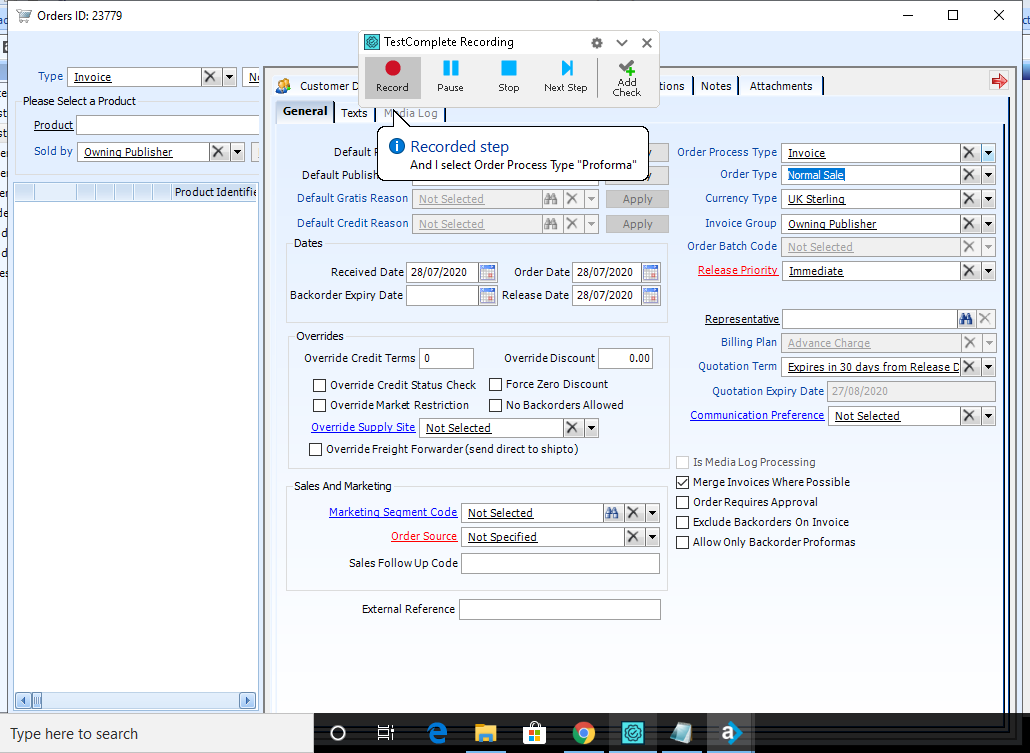 Orders ID: 23779
TestComplete Recording
Record
Pause
Stop
Next Step
Add Check
Type
Invoice
Please Select a Product
Product
Sold by
Owning Publisher
Product Identifie
Customer D
Notes
Attachments
General
Texts
Media Log
Recorded step
And I select Order Process Type "Proforma"
Default Publish
Default Gratis Reason
Not Selected
Apply
Default Credit Reason
Not Selected
Apply
Dates
Received Date
28/07/2020
Order Date
28/07/2020
Backorder Expiry Date
Release Date
28/07/2020
Overrides
Override Credit Terms
0
Override Discount
0.00
Override Credit Status Check
Force Zero Discount
Override Market Restriction
No Backorders Allowed
Override Supply Site
Not Selected
Override Freight Forwarder (send direct to shipto)
Sales And Marketing
Marketing Segment Code
Not Selected
Order Source
Not Specified
Sales Follow Up Code
External Reference
Order Process Type
Invoice
Order Type
Normal Sale
Currency Type
UK Sterling
Invoice Group
Owning Publisher
Order Batch Code
Not Selected
Release Priority
Immediate
Representative
Billing Plan
Advance Charge
Quotation Term
Expires in 30 days from Release D
Quotation Expiry Date
27/08/2020
Communication Preference
Not Selected
Is Media Log Processing
Merge Invoices Where Possible
Order Requires Approval
Exclude Backorders On Invoice
Allow Only Backorder Proformas
Type here to search